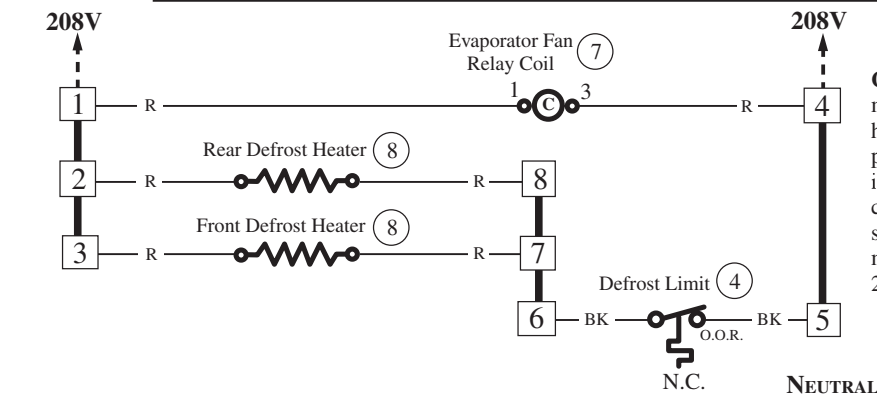 208V 208V
Evaporator Fan 7
Relay Coil
1 3
1 R C R 4
Rear Defrost Heater 8
2 R R 8
Front Defrost Heater 8
3 R R 7
Defrost Limit 4
6 BK BK 5
O.O.R.
N.C.
NEUTRAL